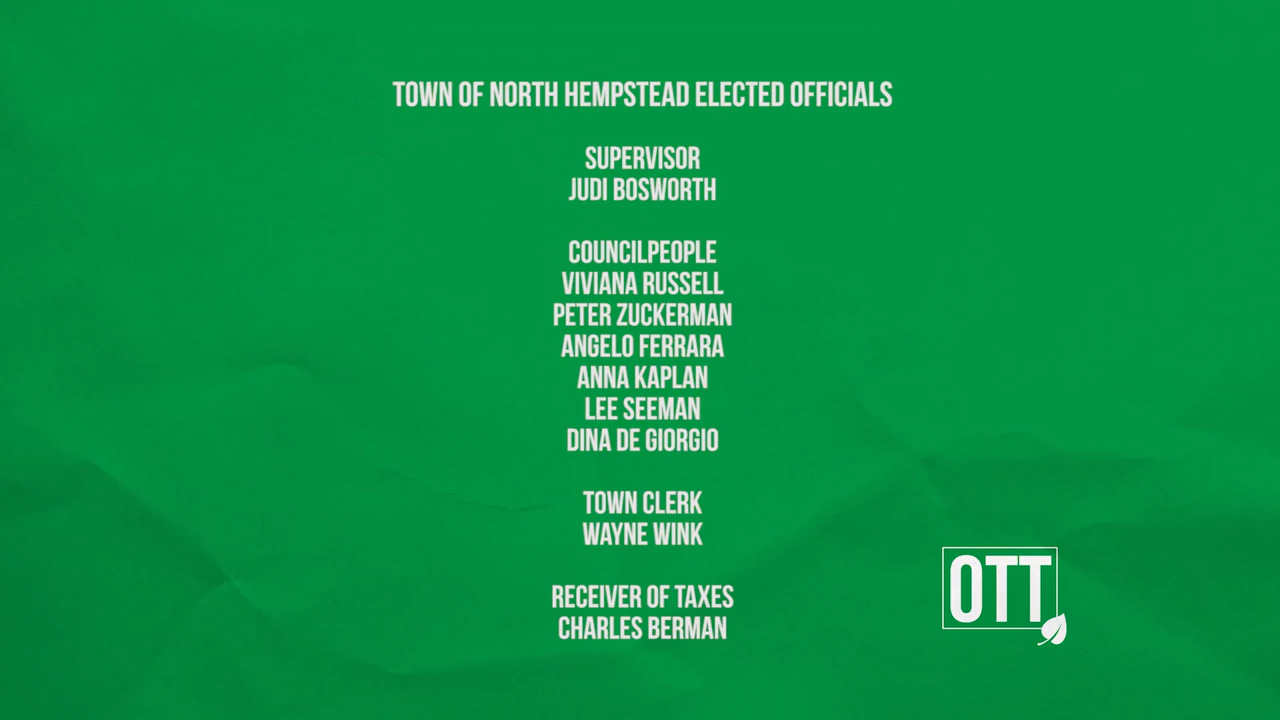 TOWN OF NORTH HEMPSTEAD ELECTED OFFICIALS
SUPERVISOR
JUDI BOSWORTH
COUNCILPEOPLE
VIVIANA RUSSELL
PETER ZUCKERMAN
ANGELO FERRARA
ANNA KAPLAN
LEE SEEMAN
DINA DE GIORGIO
TOWN CLERK
WAYNE WINK
RECEIVER OF TAXES
CHARLES BERMAN
OTT